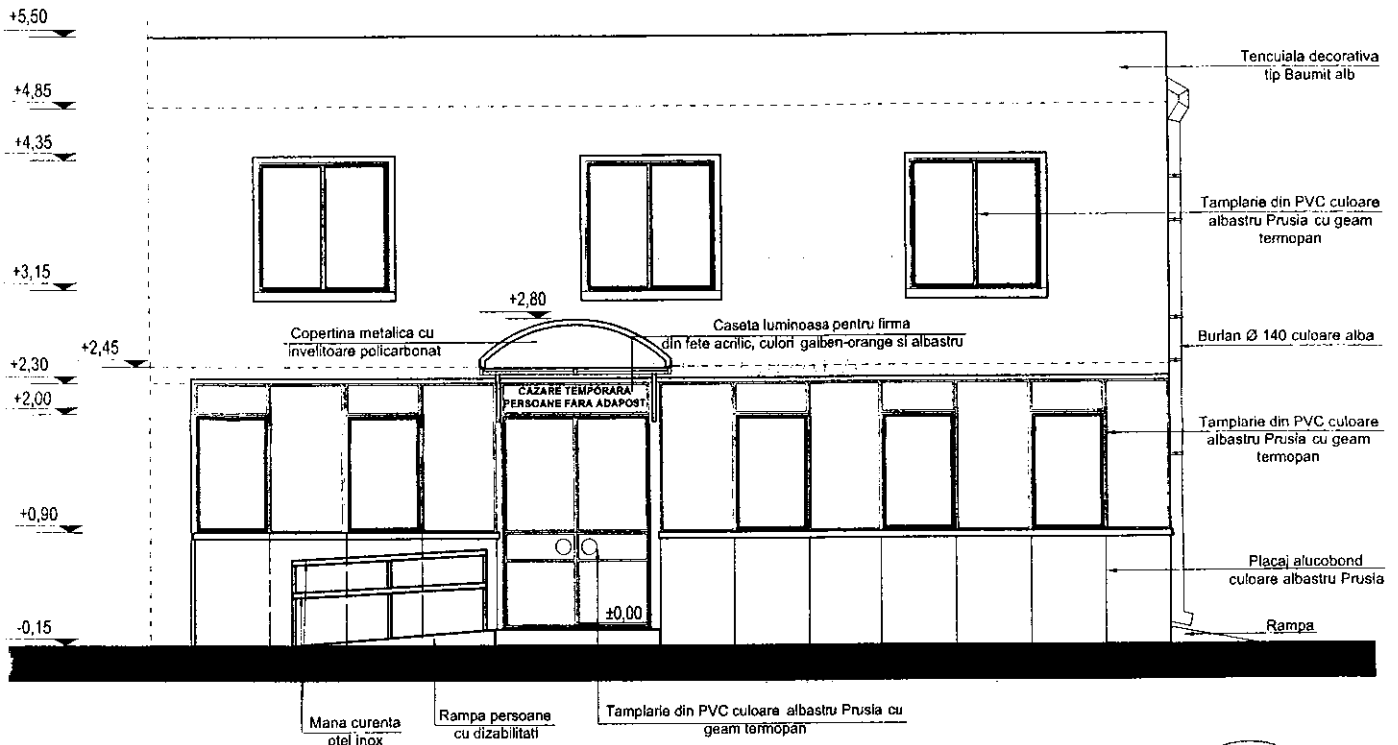 +5,50
Tencuiala decorativa
tip Baumit alb
+4,85
+4,35
Tamplarie din PVC culoare
albastru Prusia cu geam
termopan
+3,15
+2,80
Copertina metalica cu
invelitoare policarbonat
Caseta luminoasa pentru firma
din fete acrilic, culori galben-orange si albastru
Burlan Ø 140 culoare alba
+2,45
+2,30
+2,00
CAZARE TEMPORARA
PERSOANE FARA ADAPOST
Tamplarie din PVC culoare
albastru Prusia cu geam
termopan
+0,90
Placaj alucobond
culoare albastru Prusia
±0,00
-0,15
Rampa
Mana curenta
otel inox
Rampa persoane
cu dizabilitati
Tamplarie din PVC culoare albastru Prusia cu
geam termopan